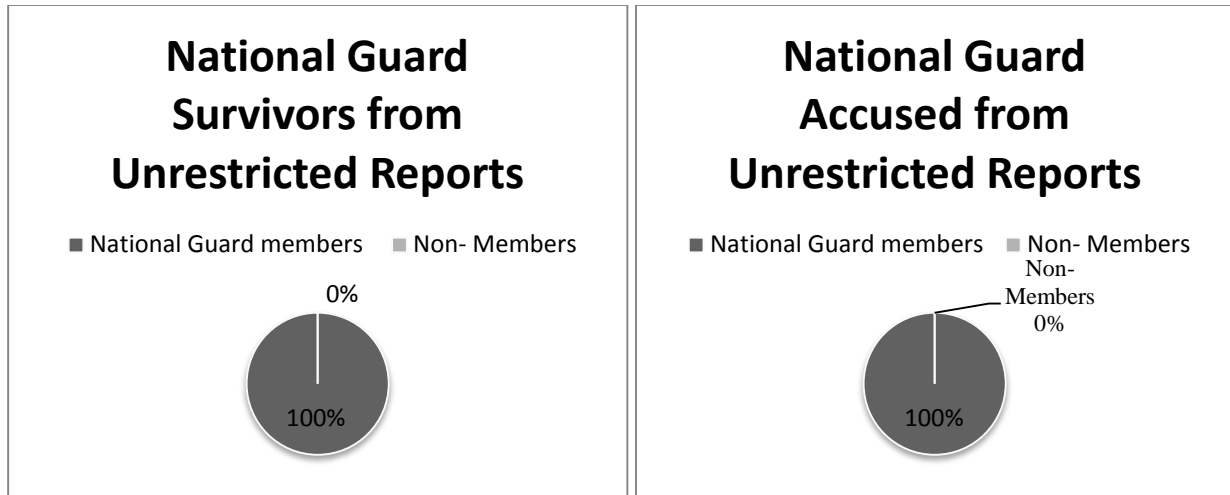 National Guard
Survivors from
Unrestricted Reports
National Guard members Non- Members
0%
100%
National Guard
Accused from
Unrestricted Reports
National Guard members Non- Members
Non-
Members
0%
100%